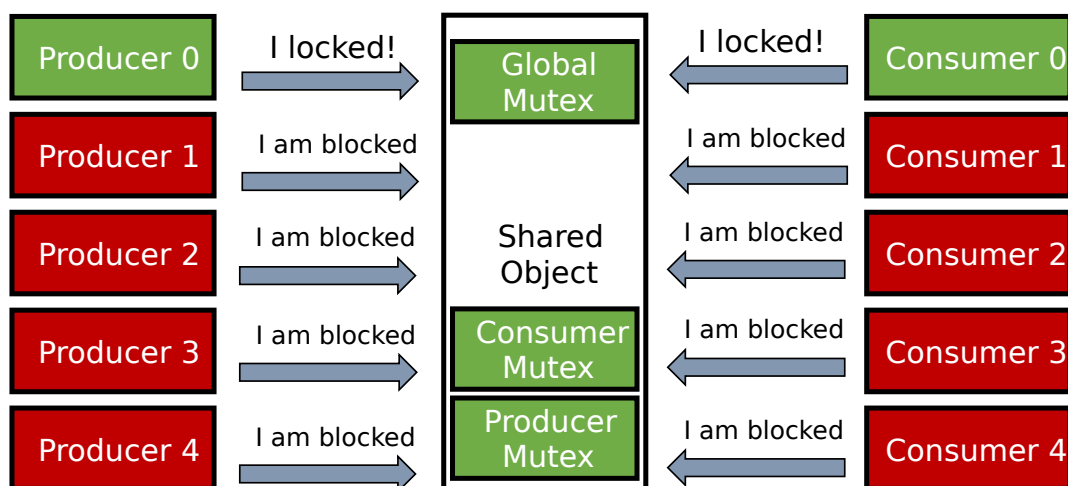 Producer 0
I locked!
Global
Mutex
I locked!
Consumer 0
Producer 1
I am blocked
I am blocked
Consumer 1
Producer 2
I am blocked
Shared
Object
I am blocked
Consumer 2
Producer 3
I am blocked
Consumer
Mutex
I am blocked
Consumer 3
Producer 4
I am blocked
Producer
Mutex
I am blocked
Consumer 4